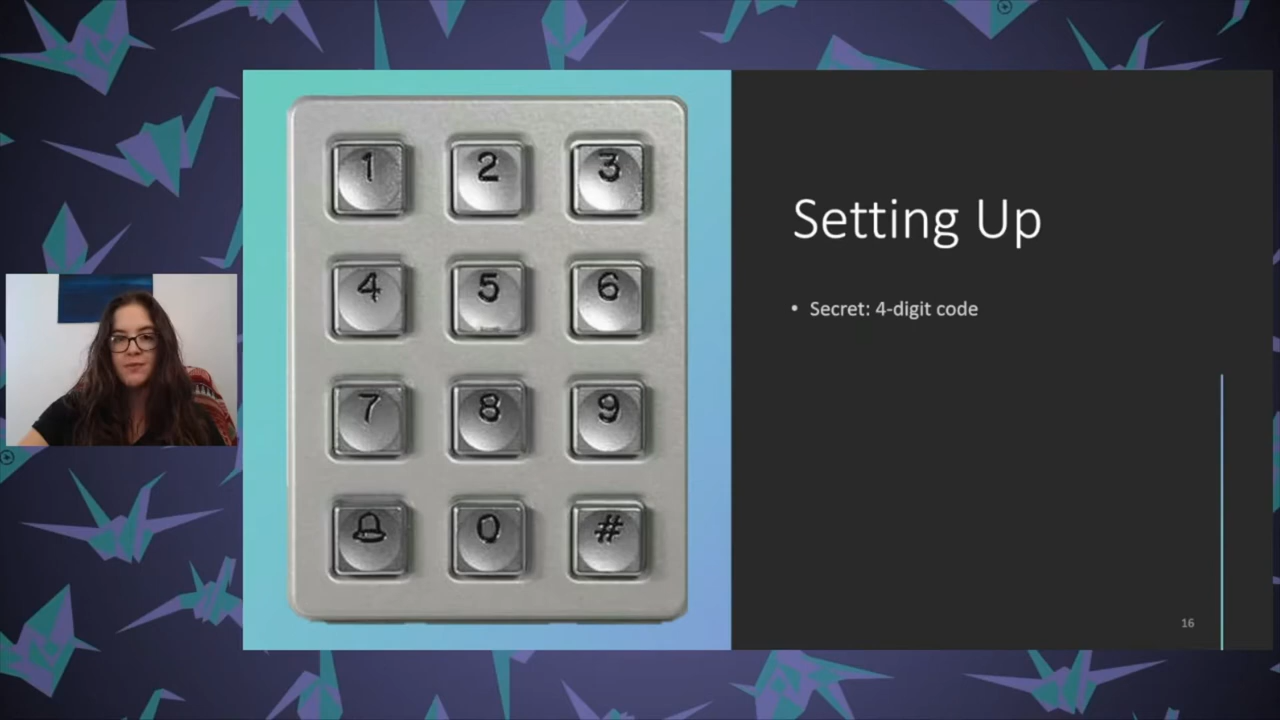 1 2 3
4 5 6
7 8 9
0 #
Setting Up
• Secret: 4-digit code
16